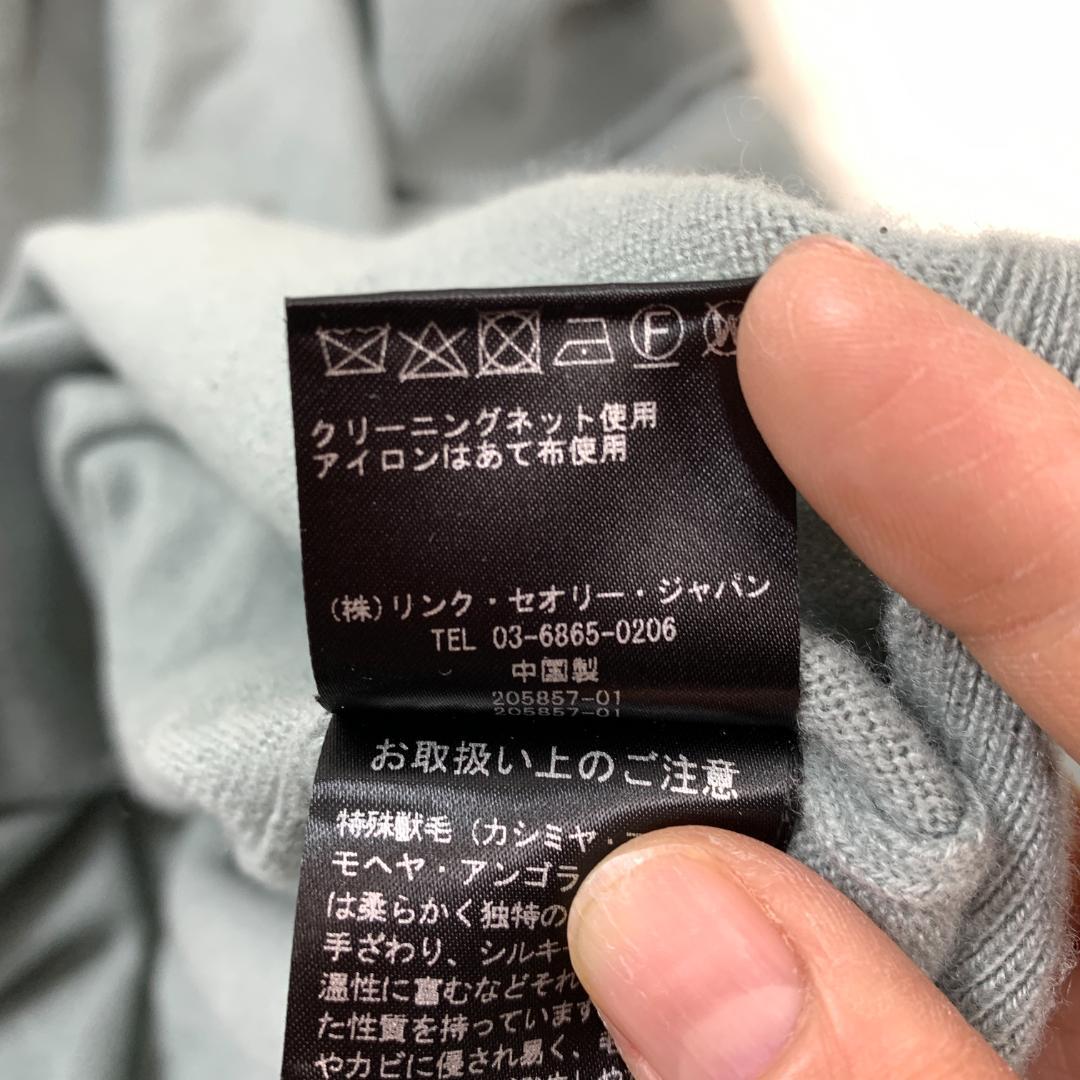 F W
クリーニングネット使用
アイロンはあて布使用
(株)リンク・セオリー・ジャパン
TEL 03-6865-0206
中国製
205857-01
205857-01
お取扱い上のご注意
特殊獣毛(カシミヤ・
モヘヤ・アンゴラ
は柔らかく独特の
手ざわり、シルキ
温性に富むなどそれ
た性質を持っています
やカビに優され易く、毛